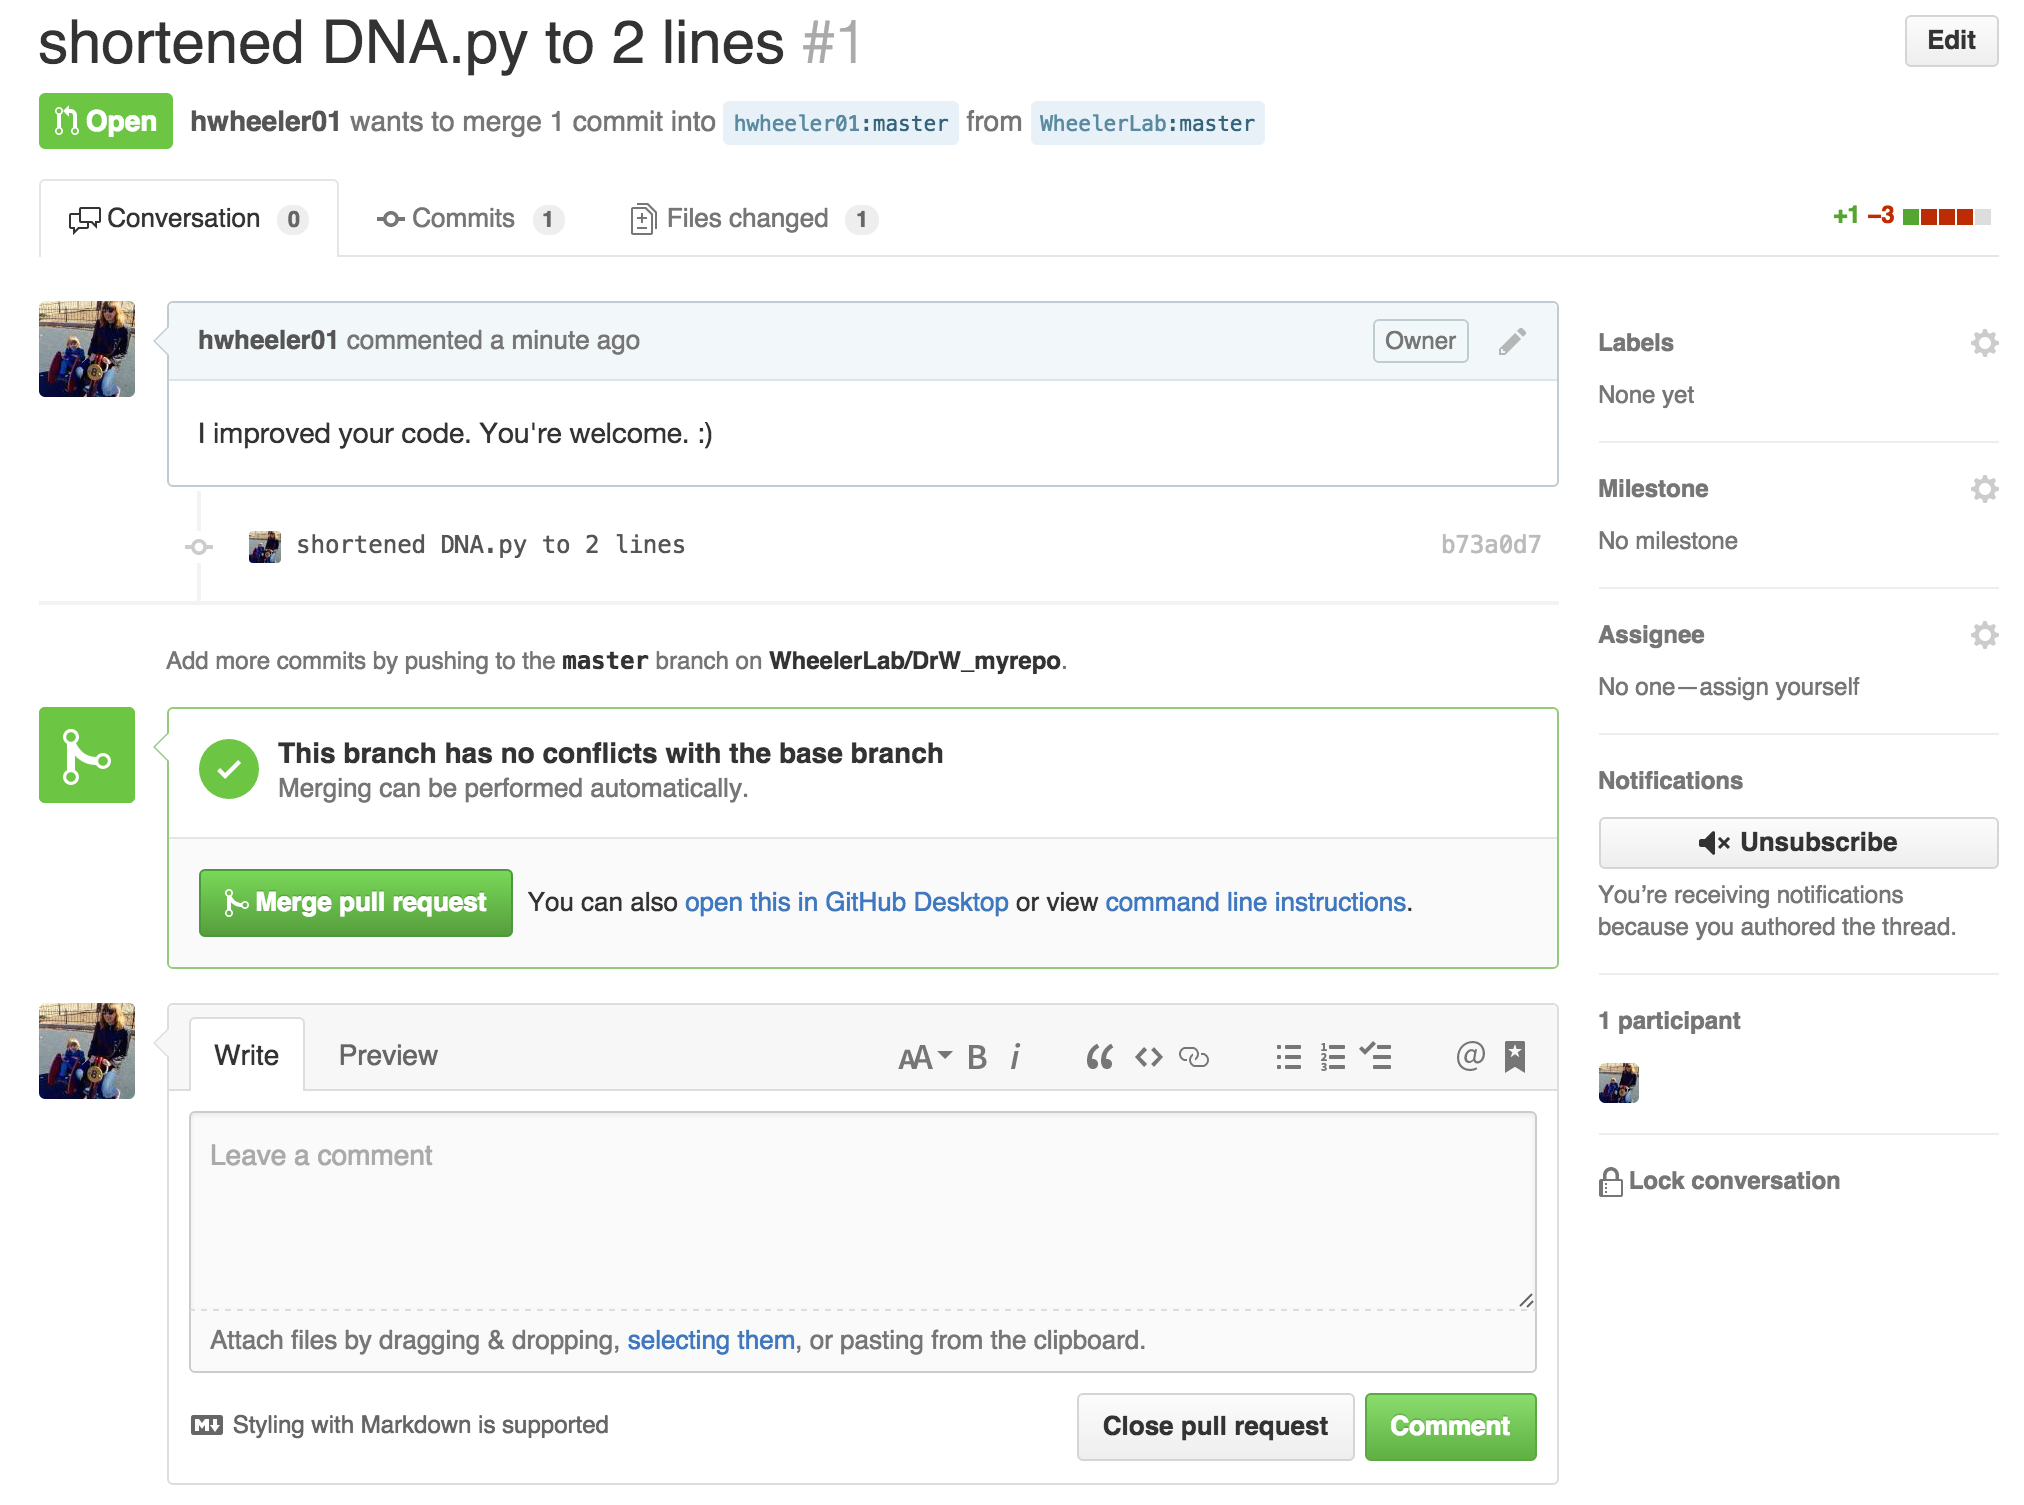 shortened DNA.py to 2 lines #1
Edit
Open hwheeler01 wants to merge 1 commit into hwheeler01:master from WheelerLab:master
Conversation 0 Commits 1 Files changed 1
+1 −3
hwheeler01 commented a minute ago Owner
I improved your code. You're welcome. :)
shortened DNA.py to 2 lines b73a0d7
Add more commits by pushing to the master branch on WheelerLab/DrW_myrepo.
This branch has no conflicts with the base branch
Merging can be performed automatically.
Merge pull request You can also open this in GitHub Desktop or view command line instructions.
Write Preview AA B i “ <> 1 2 3 @
Leave a comment
Attach files by dragging & dropping, selecting them, or pasting from the clipboard.
M↓ Styling with Markdown is supported
Close pull request Comment
Labels
None yet
Milestone
No milestone
Assignee
No one—assign yourself
Notifications
Unsubscribe
You’re receiving notifications
because you authored the thread.
1 participant
Lock conversation